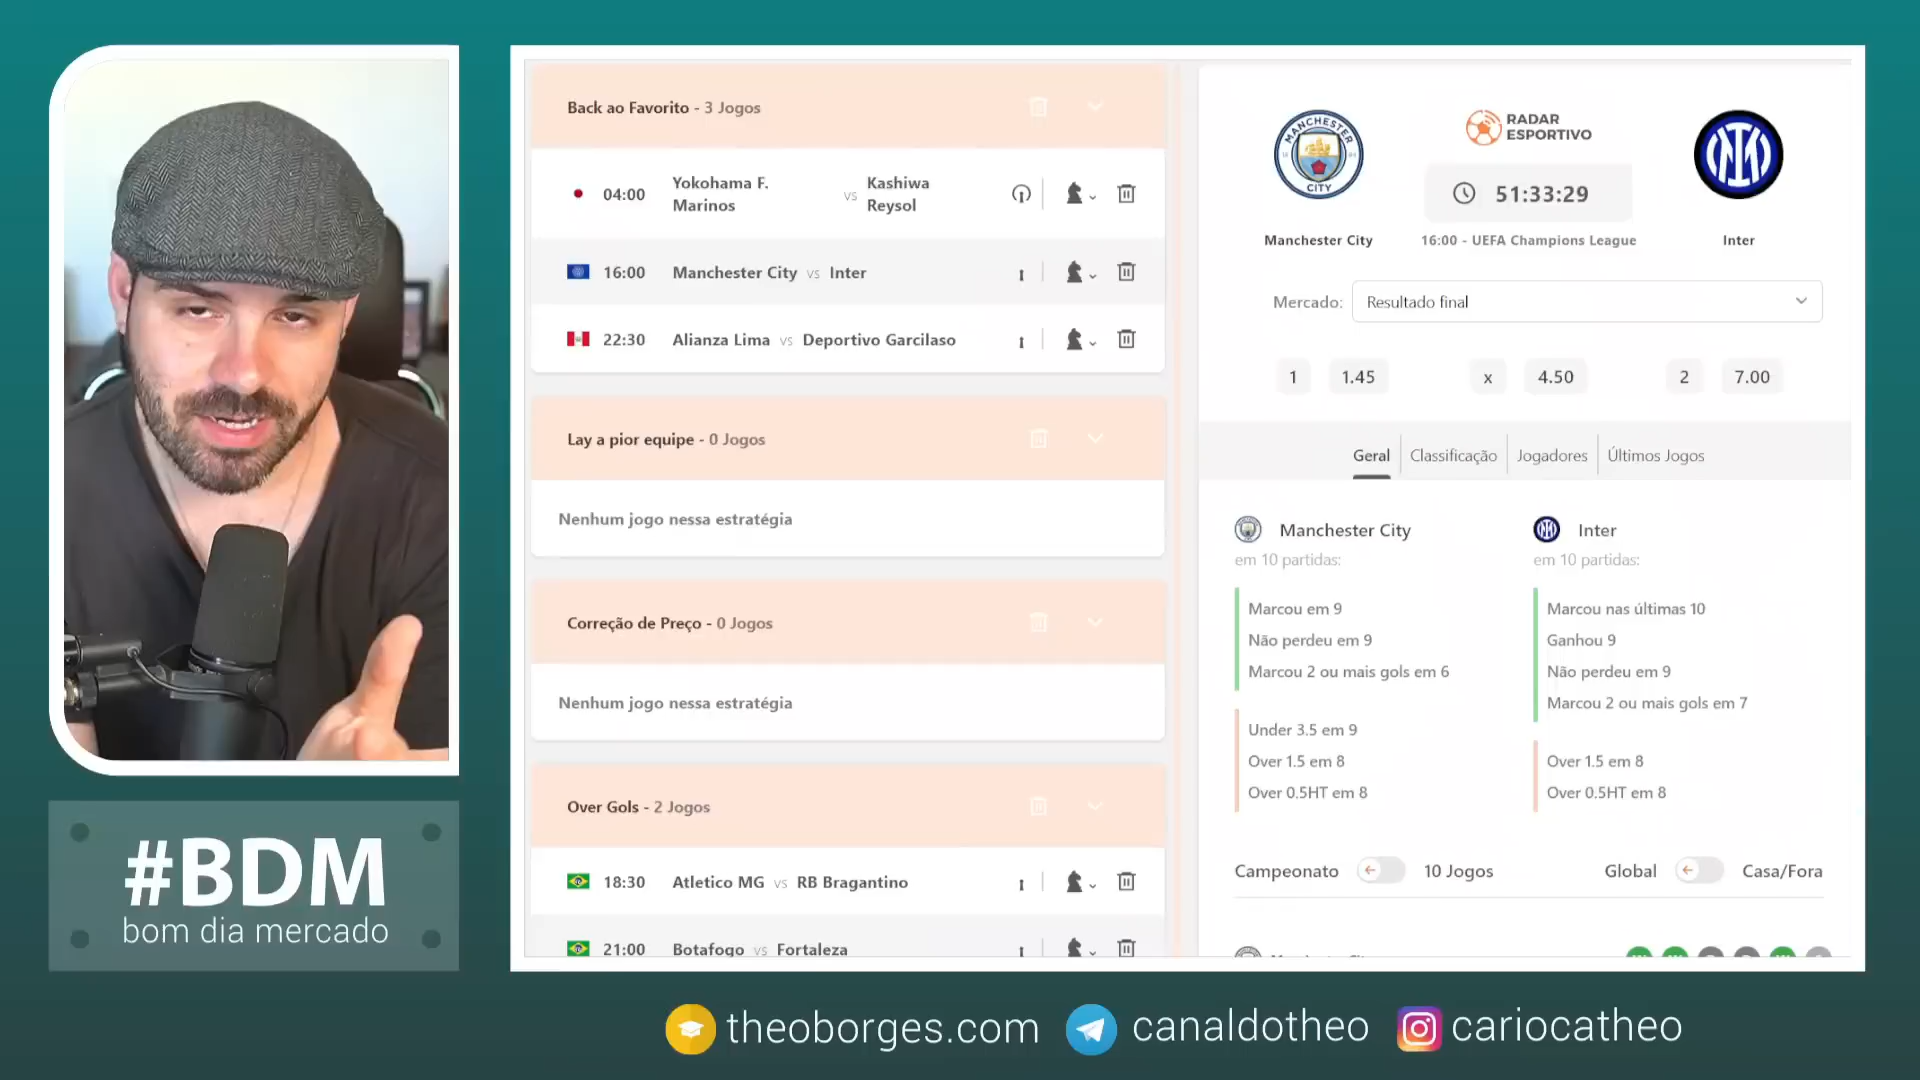 Back ao Favorito - 3 Jogos
04:00 Yokohama F. Marinos vs Kashiwa Reysol
16:00 Manchester City vs Inter
22:30 Alianza Lima vs Deportivo Garcilaso
Lay a pior equipe - 0 Jogos
Nenhum jogo nessa estratégia
Correção de Preço - 0 Jogos
Nenhum jogo nessa estratégia
Over Gols - 2 Jogos
18:30 Atletico MG vs RB Bragantino
21:00 Botafogo vs Fortaleza
MANCHESTER
CITY
RADAR
ESPORTIVO
51:33:29
Manchester City
16:00 - UEFA Champions League
Inter
Mercado: Resultado final
1 1.45 x 4.50 2 7.00
Geral Classificação Jogadores Últimos Jogos
Manchester City
em 10 partidas:
Marcou em 9
Não perdeu em 9
Marcou 2 ou mais gols em 6
Under 3.5 em 9
Over 1.5 em 8
Over 0.5HT em 8
Inter
em 10 partidas:
Marcou nas últimas 10
Ganhou 9
Não perdeu em 9
Marcou 2 ou mais gols em 7
Over 1.5 em 8
Over 0.5HT em 8
Campeonato 10 Jogos Global Casa/Fora
#BDM
bom dia mercado
theoborges.com canaldotheo cariocatheo